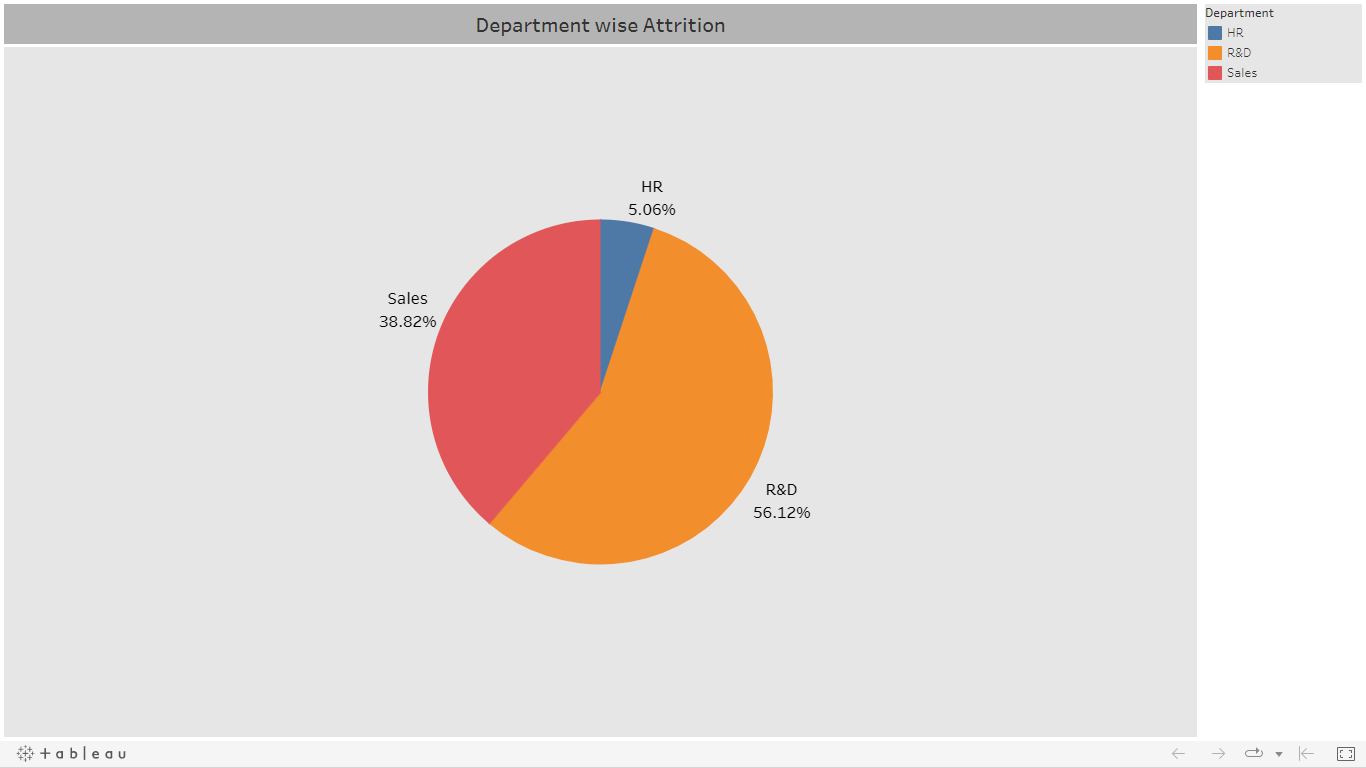 Department wise Attrition
Department
HR
R&D
Sales
HR
5.06%
Sales
38.82%
R&D
56.12%
+ a b | e a u